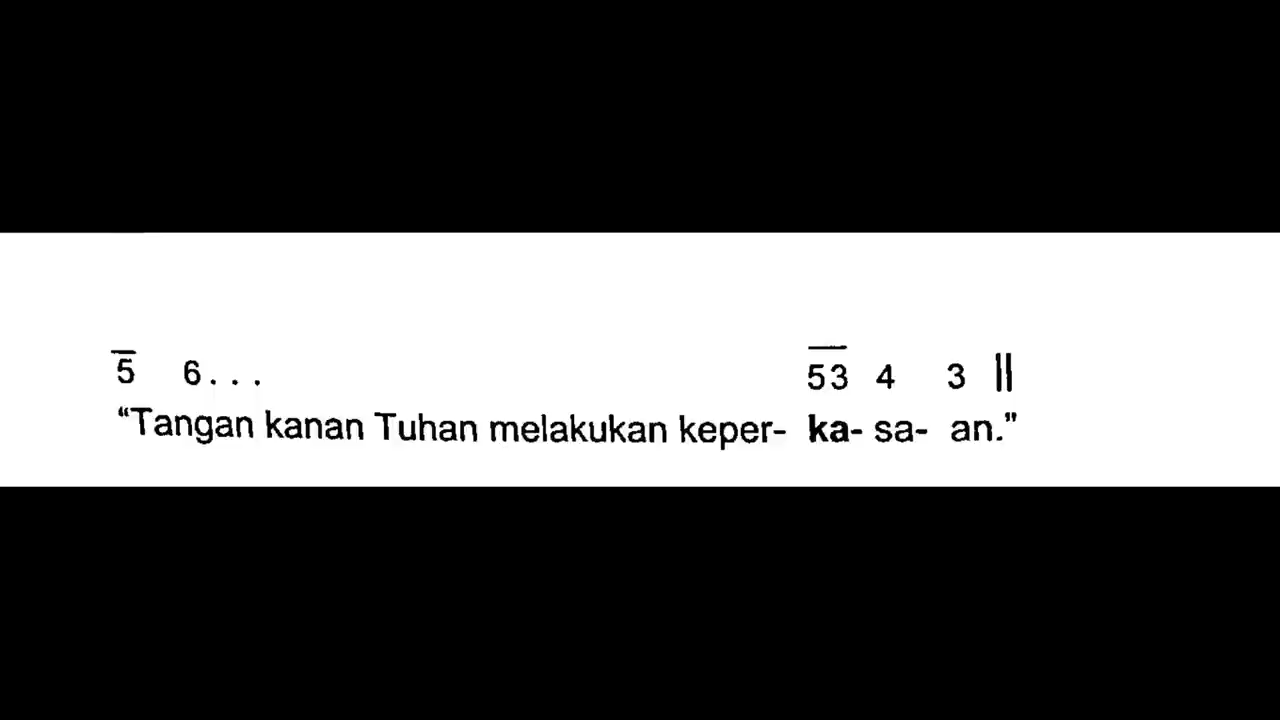 5 6... 53 4 3 ||
“Tangan kanan Tuhan melakukan keper- ka- sa- an.”